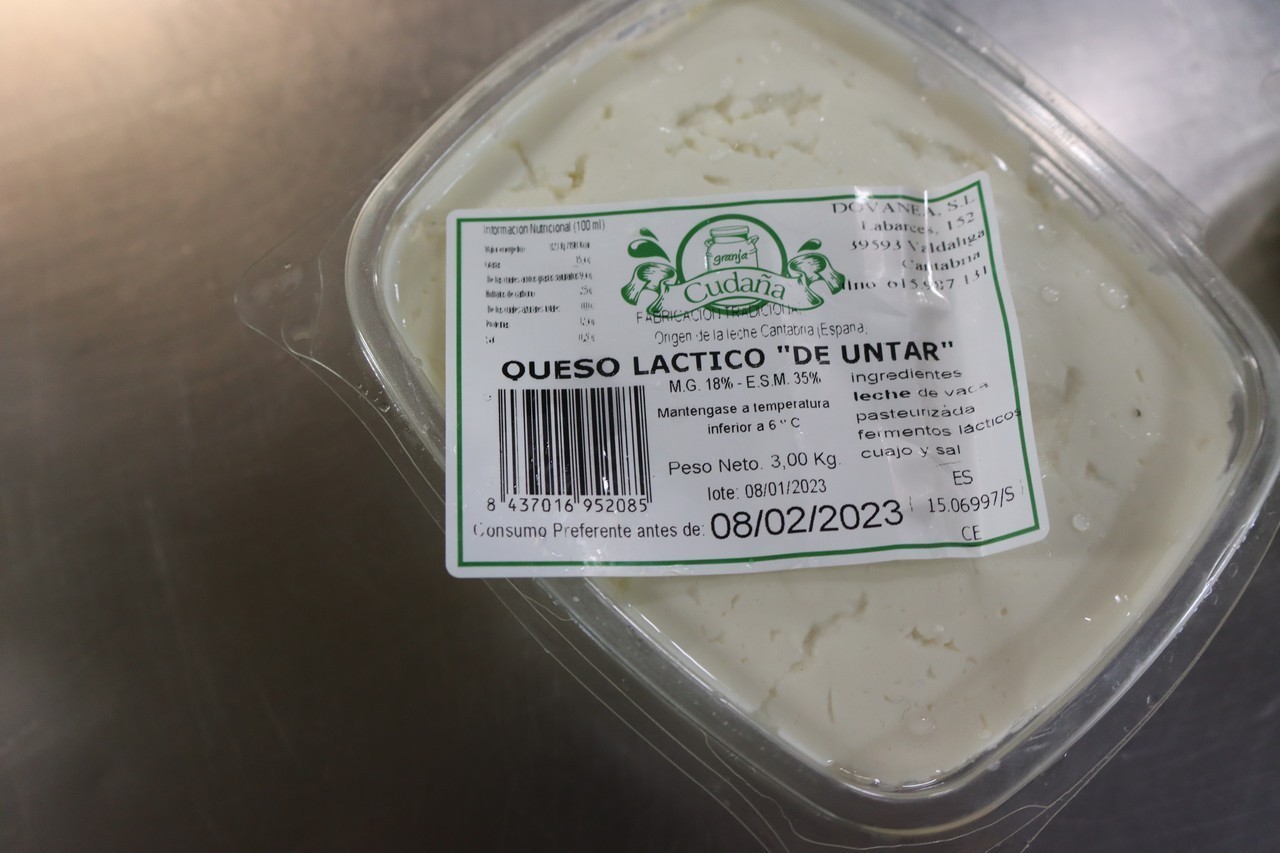 Informacion Nutricional (100 ml)
granja
Cudaña
FABRICACION TRADICIONA
Origen de la leche Cantabria (Espana
DOVANEA, S.L
Labarces, 152
39593 Valdaliga
Cantabria
QUESO LACTICO "DE UNTAR"
M.G. 18% - E.S.M. 35%
Mantengase a temperatura
inferior a 6 º C
Peso Neto. 3,00 Kg.
lote: 08/01/2023
ingredientes
leche de vaca
pasteurizada
fermentos lácticos
cuajo y sal
8 437016 952085
Consumo Preferente antes de: 08/02/2023
ES
15.06997/S
CE